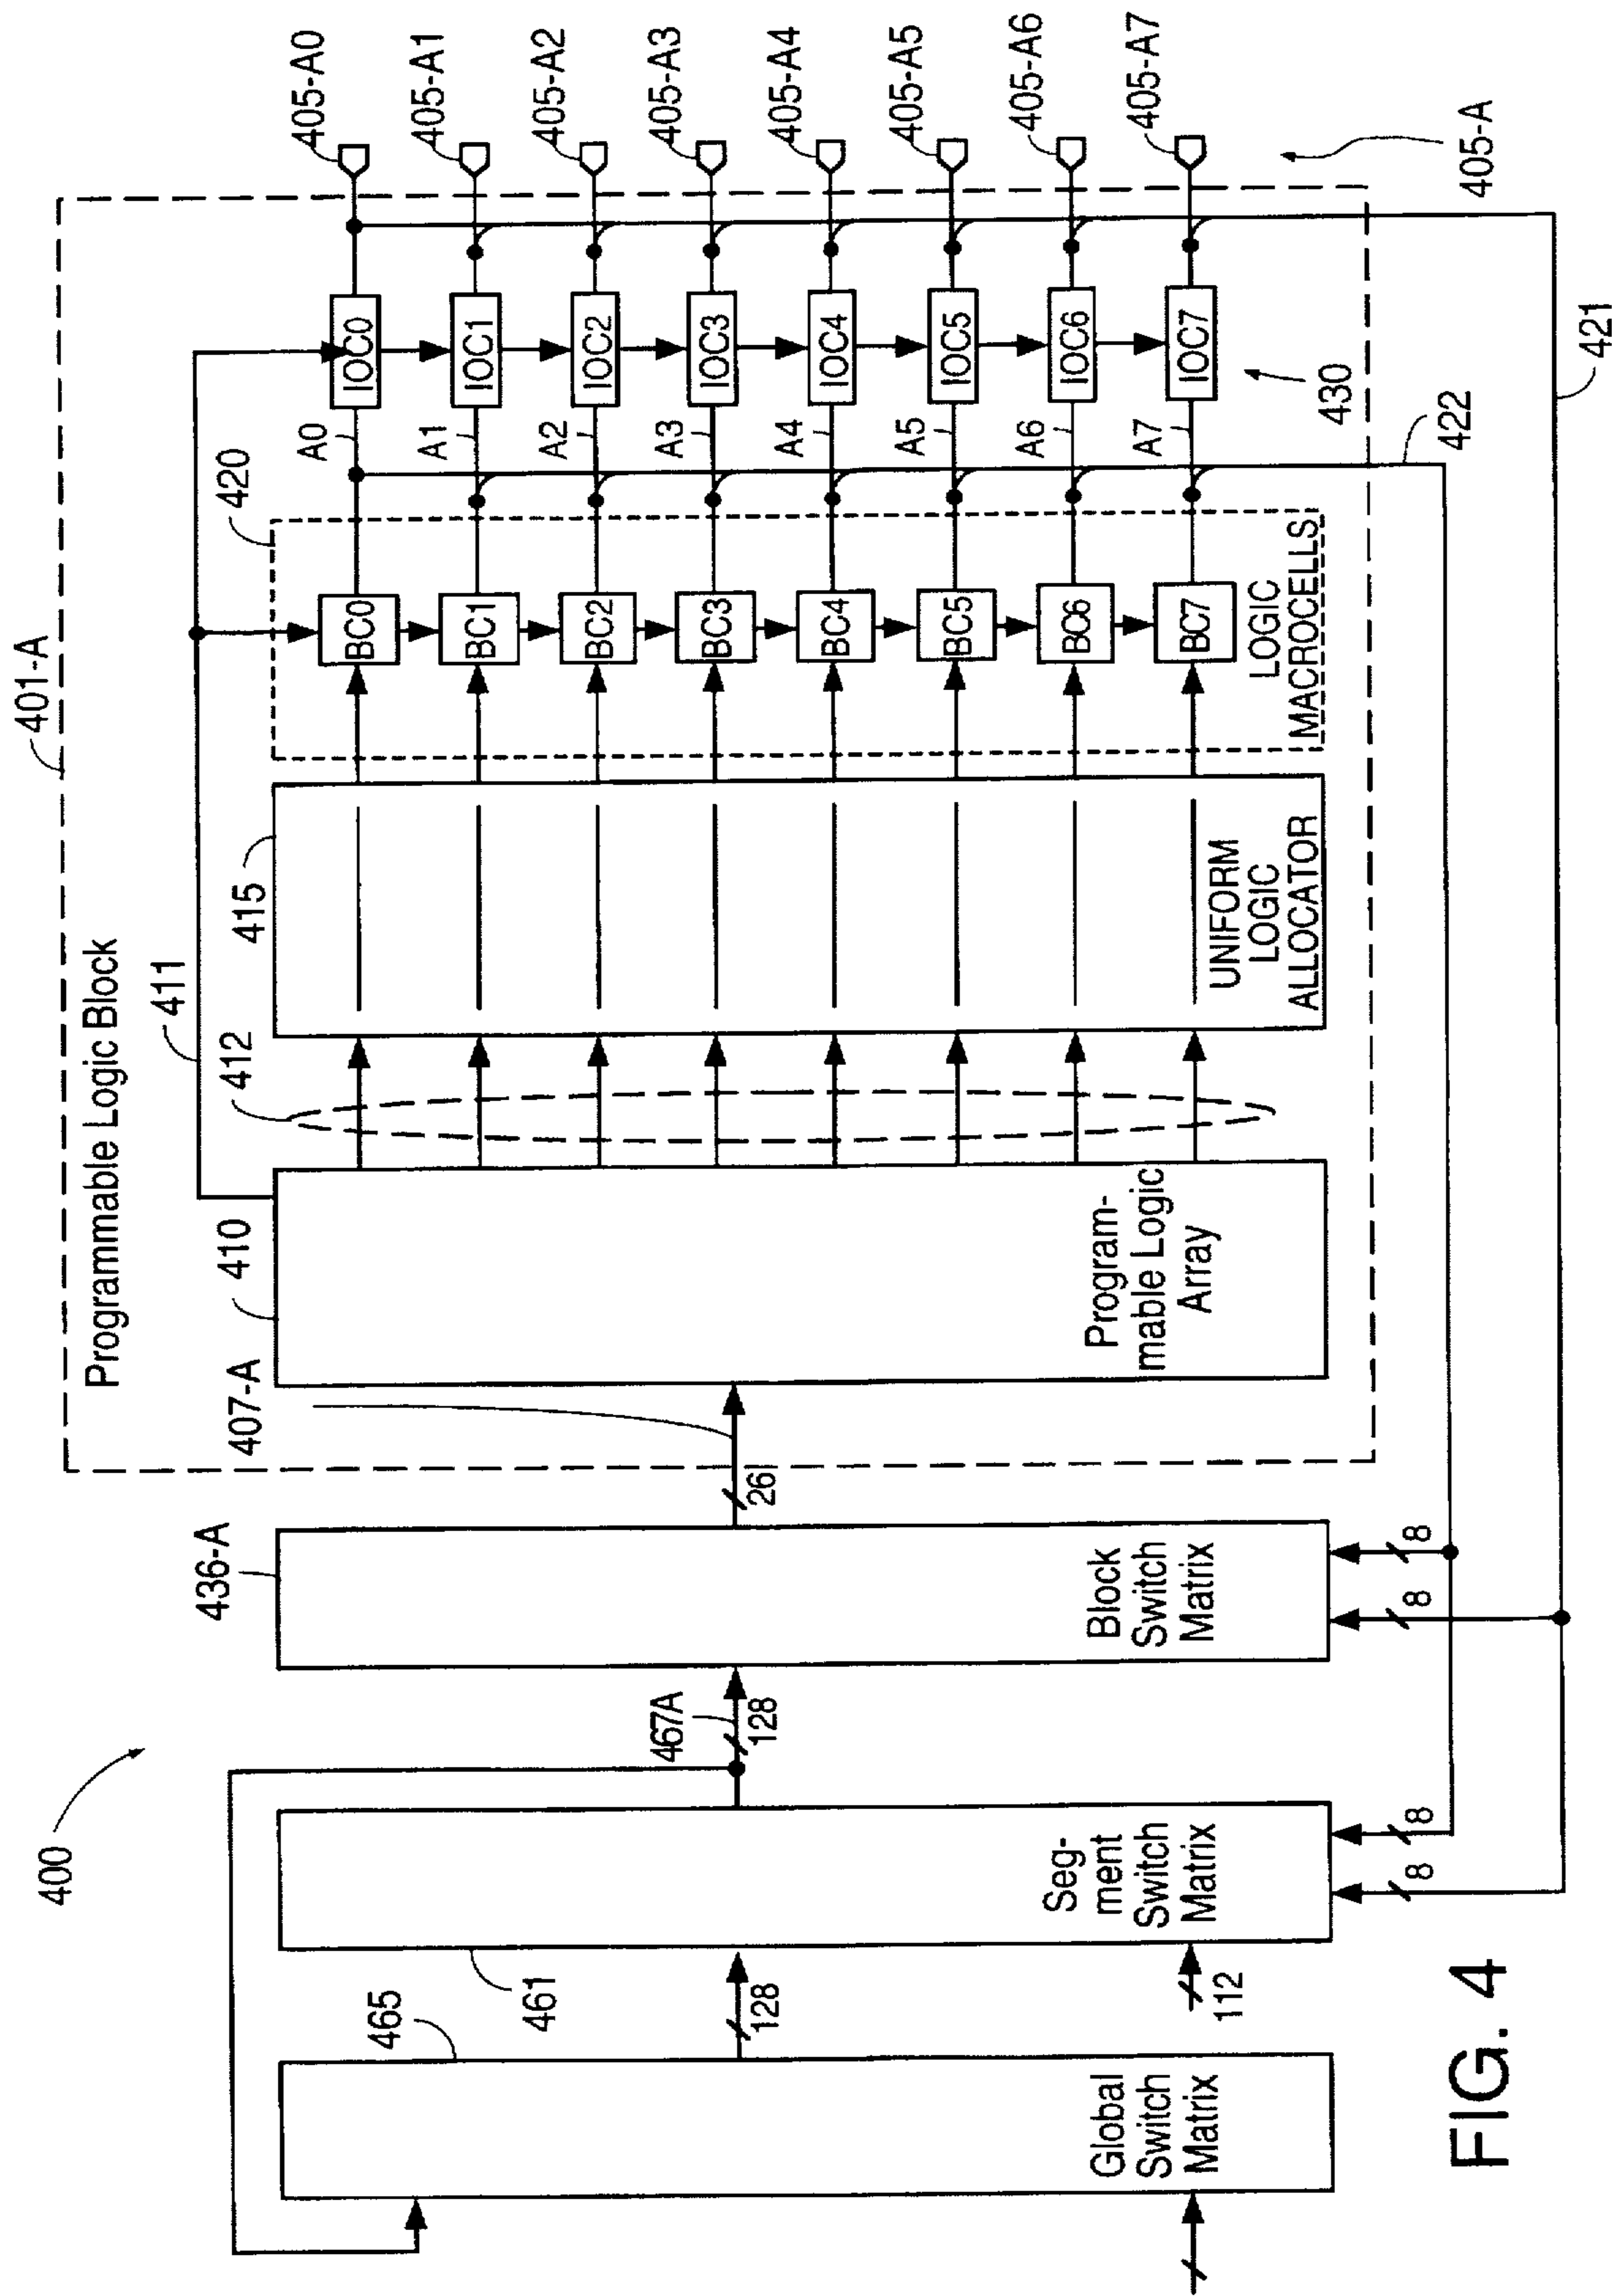 400
401-A
Programmable Logic Block
411
420
405-A0
405-A1
405-A2
405-A3
405-A4
405-A5
405-A6
405-A7
405-A
465
Global
Switch
Matrix
128
112
461
Seg-
ment
Switch
Matrix
8
8
467A
128
436-A
Block
Switch
Matrix
8
8
26
407-A
410
Program-
mable Logic
Array
412
415
UNIFORM
LOGIC
ALLOCATOR
BC0
BC1
BC2
BC3
BC4
BC5
BC6
BC7
LOGIC
MACROCELLS
A0
A1
A2
A3
A4
A5
A6
A7
IOC0
IOC1
IOC2
IOC3
IOC4
IOC5
IOC6
IOC7
430
422
421
FIG. 4